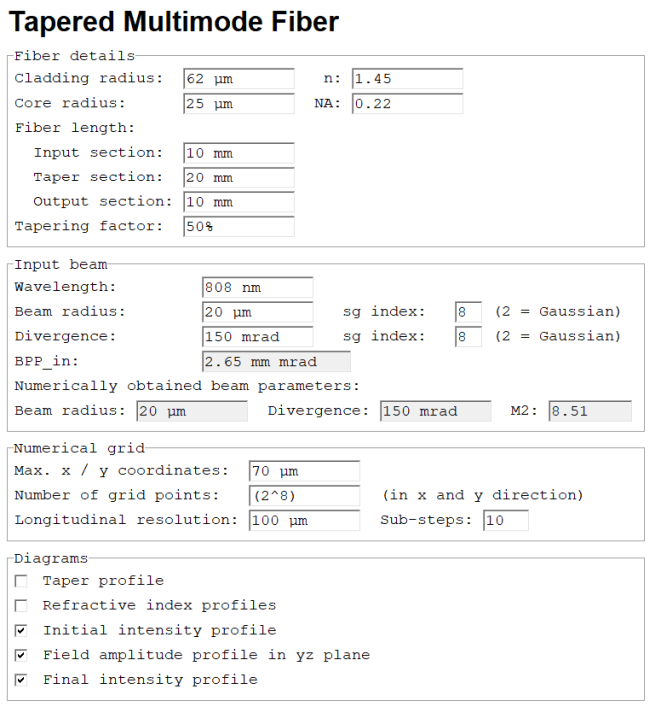 Tapered Multimode Fiber
Fiber details
Cladding radius: 62 µm n: 1.45
Core radius: 25 µm NA: 0.22
Fiber length:
Input section: 10 mm
Taper section: 20 mm
Output section: 10 mm
Tapering factor: 50%
Input beam
Wavelength: 808 nm
Beam radius: 20 µm sg index: 8 (2 = Gaussian)
Divergence: 150 mrad sg index: 8 (2 = Gaussian)
BPP_in: 2.65 mm mrad
Numerically obtained beam parameters:
Beam radius: 20 µm Divergence: 150 mrad M2: 8.51
Numerical grid
Max. x / y coordinates: 70 µm
Number of grid points: (2^8) (in x and y direction)
Longitudinal resolution: 100 µm Sub-steps: 10
Diagrams
Taper profile
Refractive index profiles
Initial intensity profile
Field amplitude profile in yz plane
Final intensity profile